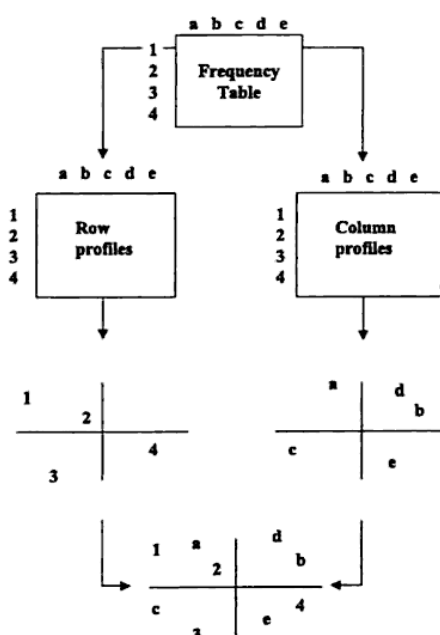 a b c d e
1
2
3
4
Frequency
Table
a b c d e
1
2
3
4
Row
profiles
a b c d e
1
2
3
4
Column
profiles
1
2
4
3
a
d
b
c
e
1 a d
2 b
c e 4
3